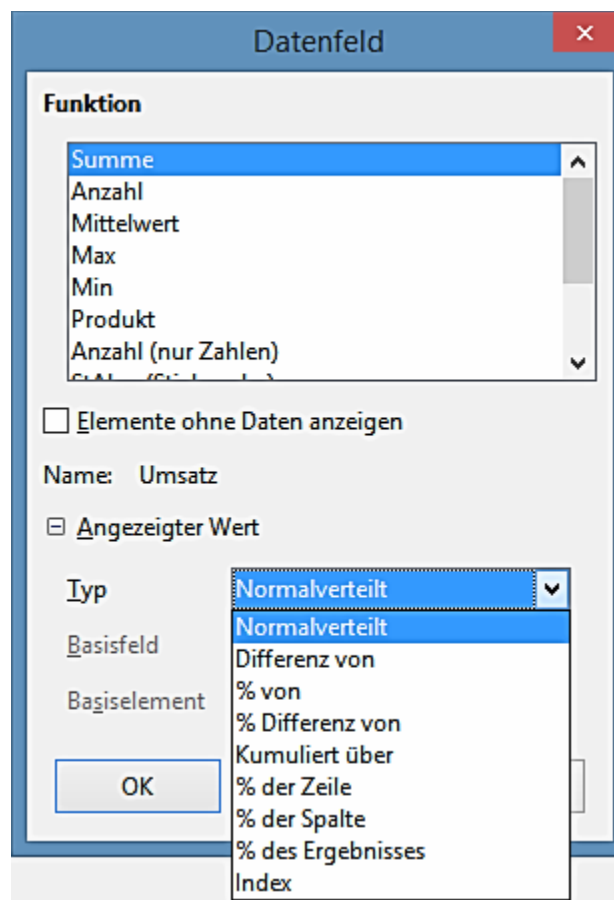 Datenfeld
Funktion
Summe
Anzahl
Mittelwert
Max
Min
Produkt
Anzahl (nur Zahlen)
Elemente ohne Daten anzeigen
Name: Umsatz
Angezeigter Wert
Typ Normalverteilt
Normalverteilt
Basisfeld
Differenz von
% von
Basiselement
% Differenz von
Kumuliert über
OK
% der Zeile
% der Spalte
% des Ergebnisses
Index